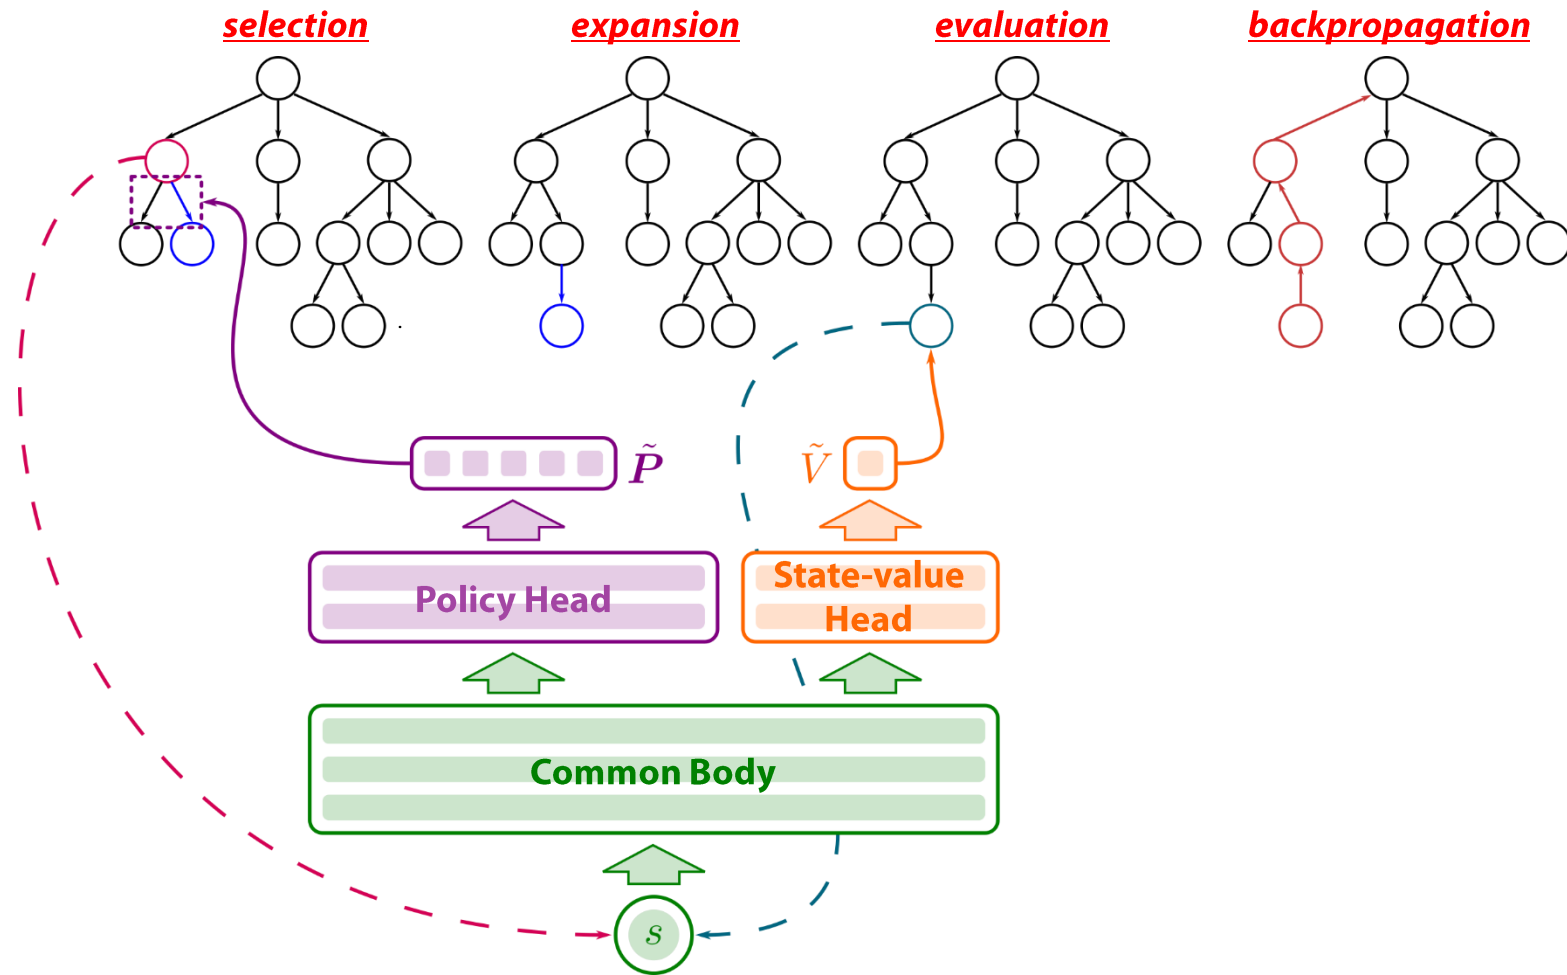 selection expansion evaluation backpropagation
P̃
Ṽ
Policy Head
State-value
Head
Common Body
s